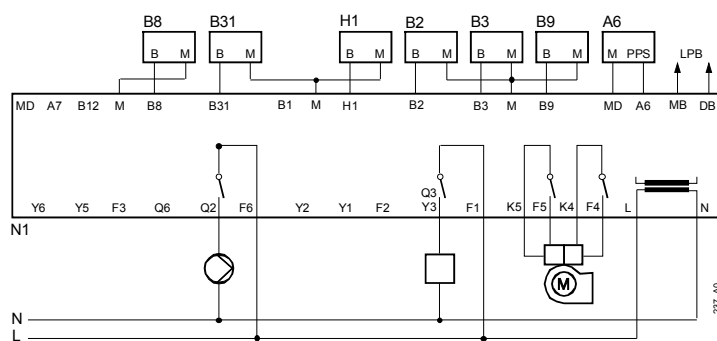 B8 B31 H1 B2 B3 B9 A6
B M B M B M B M B M B M M PPS LPB
MD A7 B12 M B8 B31 B1 M H1 B2 B3 M B9 MD A6 MB DB
Q3
Y6 Y5 F3 Q6 Q2 F6 Y2 Y1 F2 Y3 F1 K5 F5 K4 F4 L N
N1
M
N
L